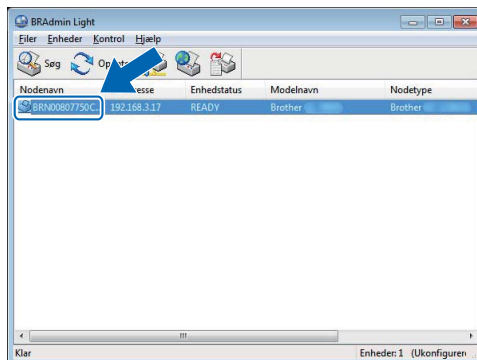 BRAdmin Light
Filer Enheder Kontrol Hjælp
Søg
Nodenavn Enhedstatus Modelnavn Nodetype
BRN00807750C... 192.168.3.17 READY Brother Brother
Klar Enheder: 1 (Ukonfigurere